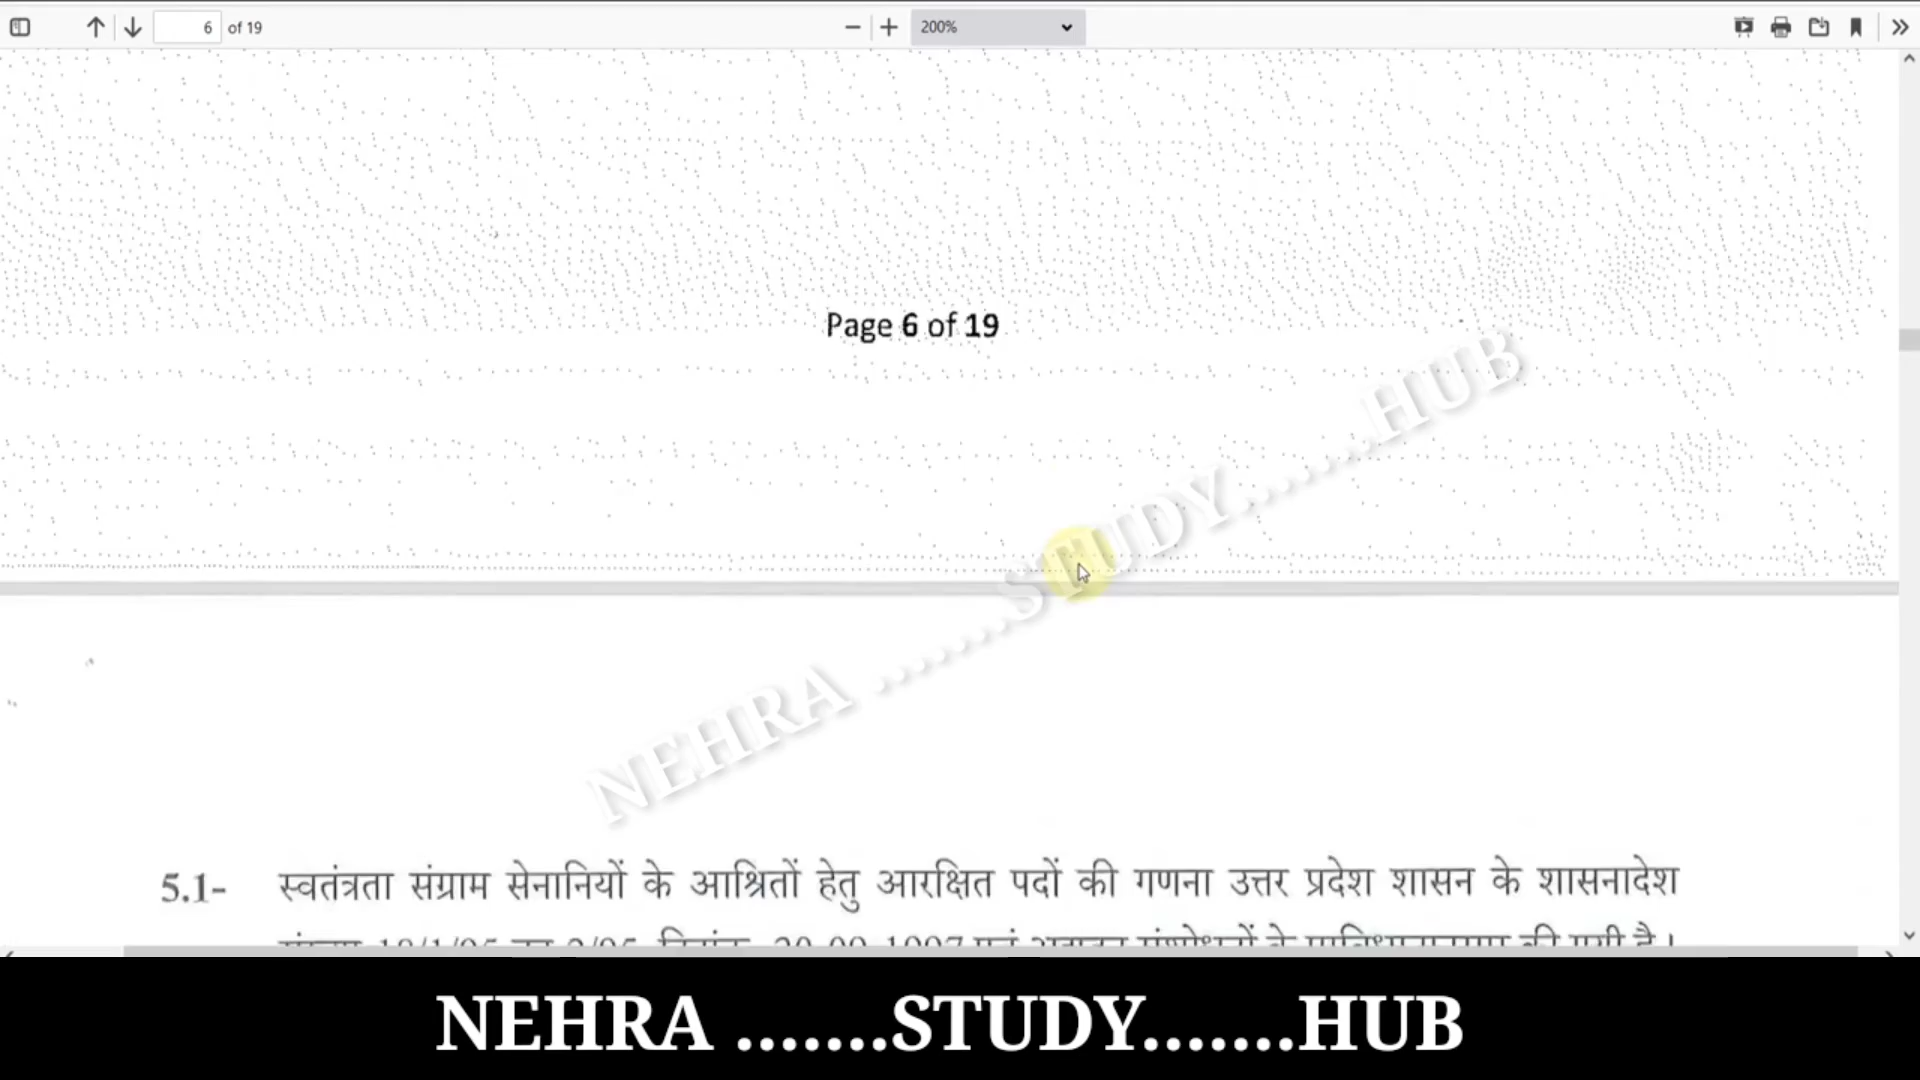 6 of 19
200%
Page 6 of 19
NEHRA .......STUDY.......HUB
5.1- स्वतंत्रता संग्राम सेनानियों के आश्रितों हेतु आरक्षित पदों की गणना उत्तर प्रदेश शासन के शासनादेश
NEHRA .......STUDY.......HUB